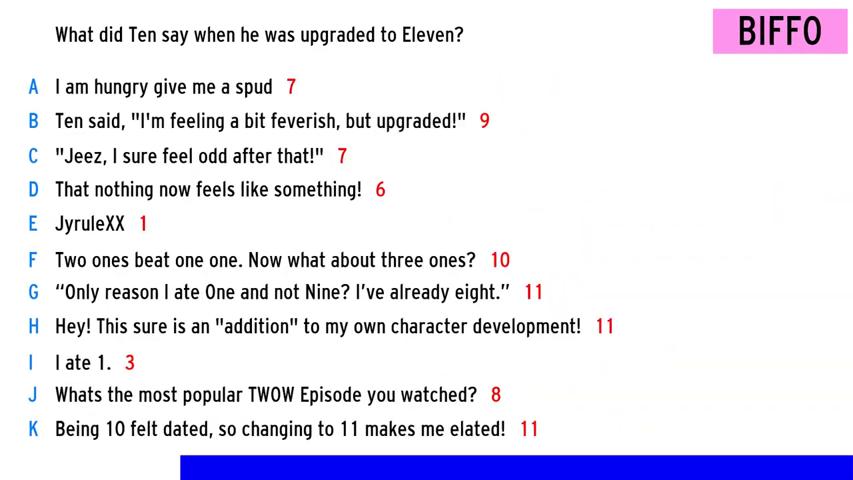 What did Ten say when he was upgraded to Eleven?
BIFFO
A I am hungry give me a spud 7
B Ten said, "I'm feeling a bit feverish, but upgraded!" 9
C "Jeez, I sure feel odd after that!" 7
D That nothing now feels like something! 6
E JyruleXX 1
F Two ones beat one one. Now what about three ones? 10
G “Only reason I ate One and not Nine? I’ve already eight.” 11
H Hey! This sure is an "addition" to my own character development! 11
I I ate 1. 3
J Whats the most popular TWOW Episode you watched? 8
K Being 10 felt dated, so changing to 11 makes me elated! 11